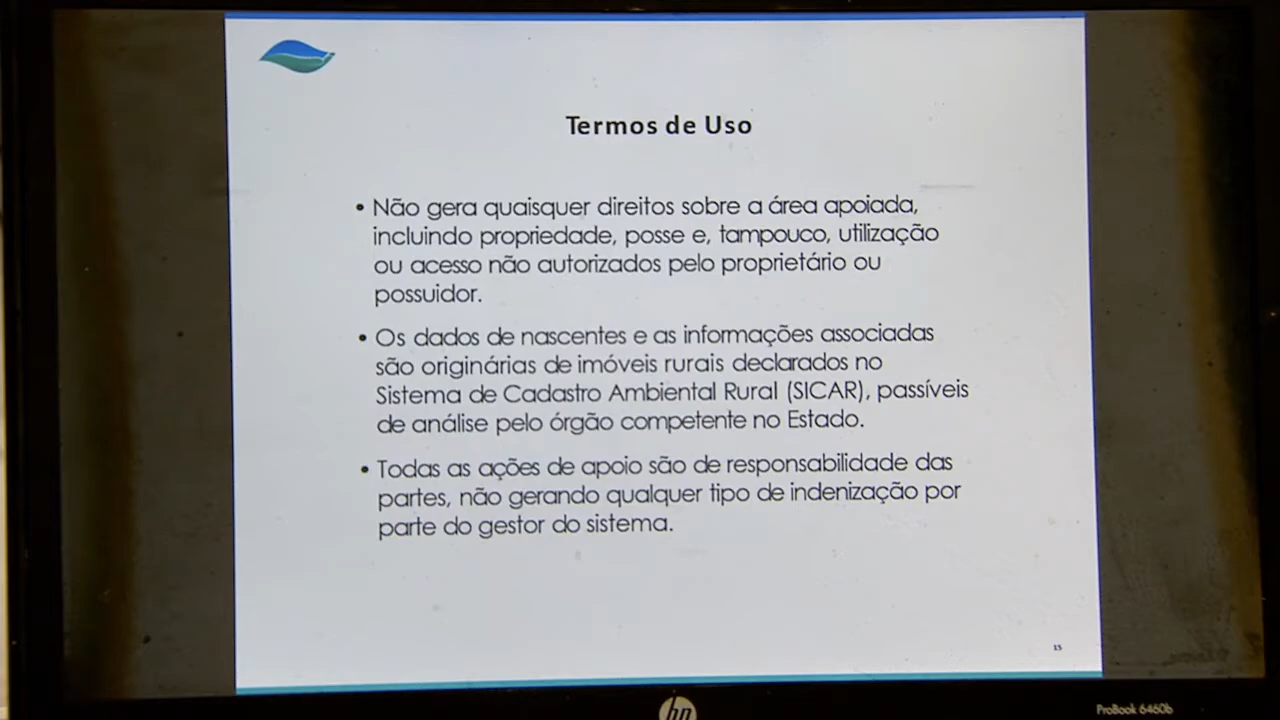 Termos de Uso
• Não gera quaisquer direitos sobre a área apoiada,
incluindo propriedade, posse e, tampouco, utilização
ou acesso não autorizados pelo proprietário ou
possuidor.
• Os dados de nascentes e as informações associadas
são originárias de imóveis rurais declarados no
Sistema de Cadastro Ambiental Rural (SICAR), passíveis
de análise pelo órgão competente no Estado.
• Todas as ações de apoio são de responsabilidade das
partes, não gerando qualquer tipo de indenização por
parte do gestor do sistema.
15
hp
ProBook 6460b